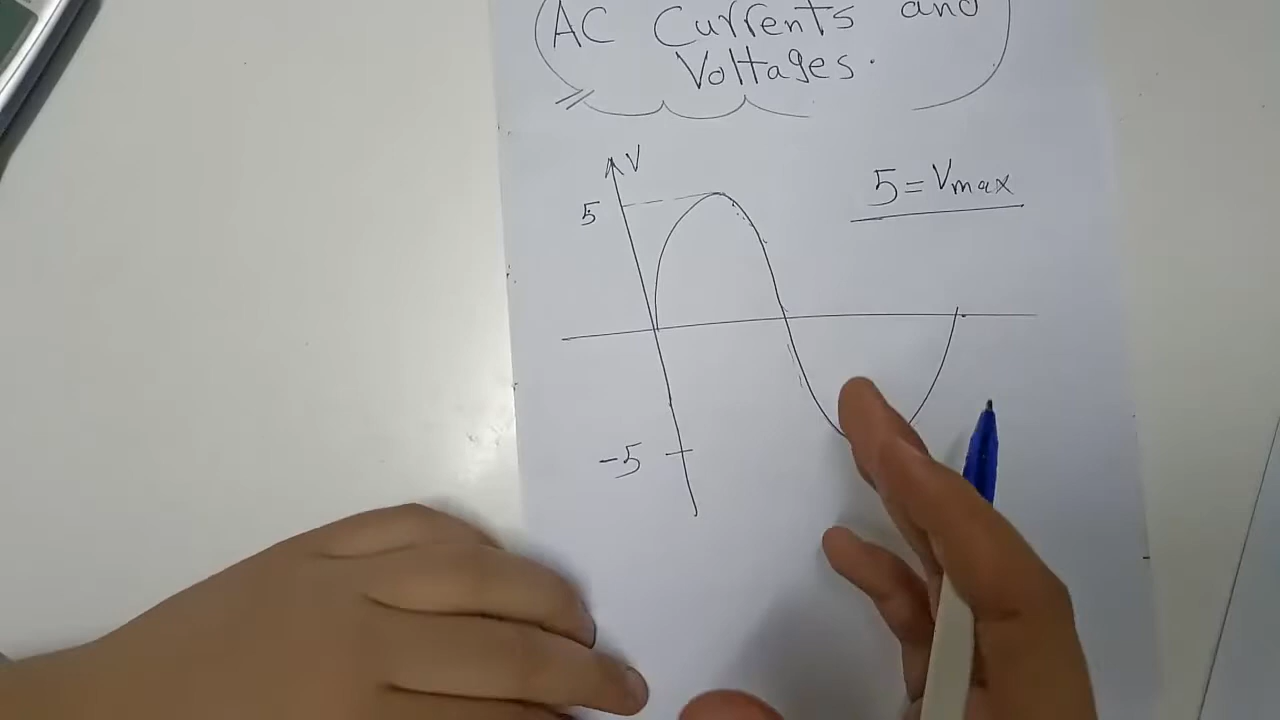 AC Currents and
Voltages.
V
5 = Vmax
5
-5